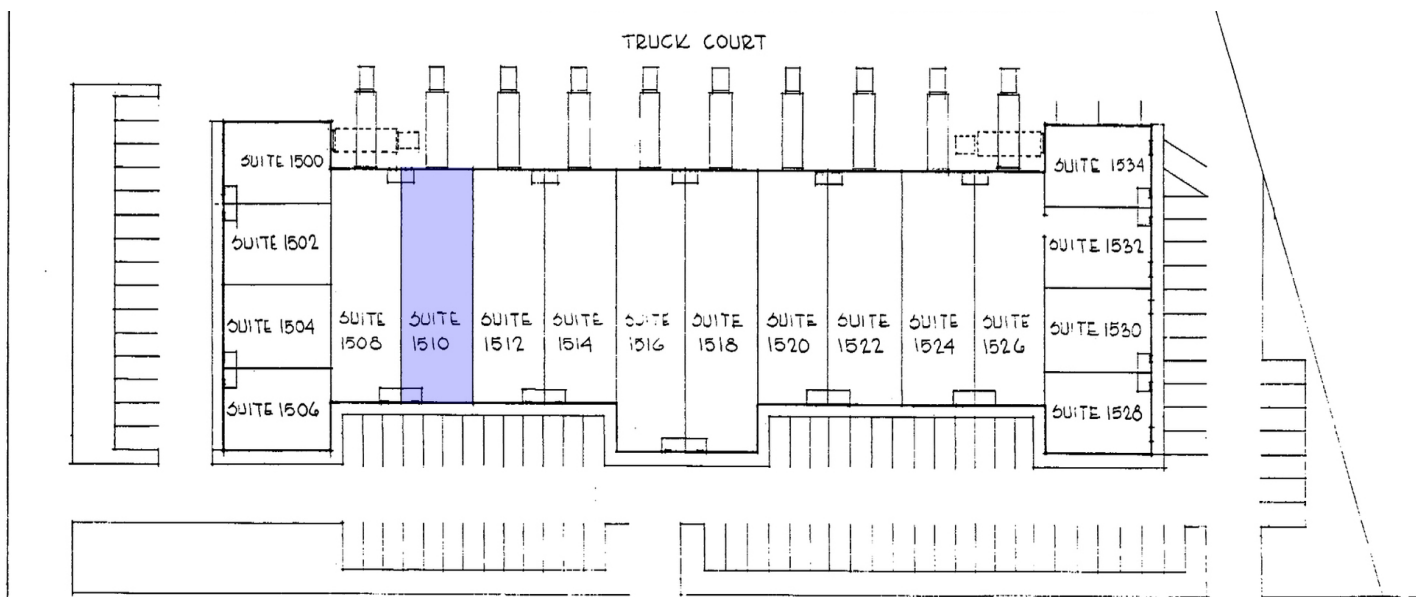 TRUCK COURT
SUITE 1500
SUITE 1534
SUITE 1502
SUITE 1532
SUITE 1504
SUITE
1508
SUITE
1510
SUITE
1512
SUITE
1514
SUITE
1516
SUITE
1518
SUITE
1520
SUITE
1522
SUITE
1524
SUITE
1526
SUITE 1530
SUITE 1506
SUITE 1528